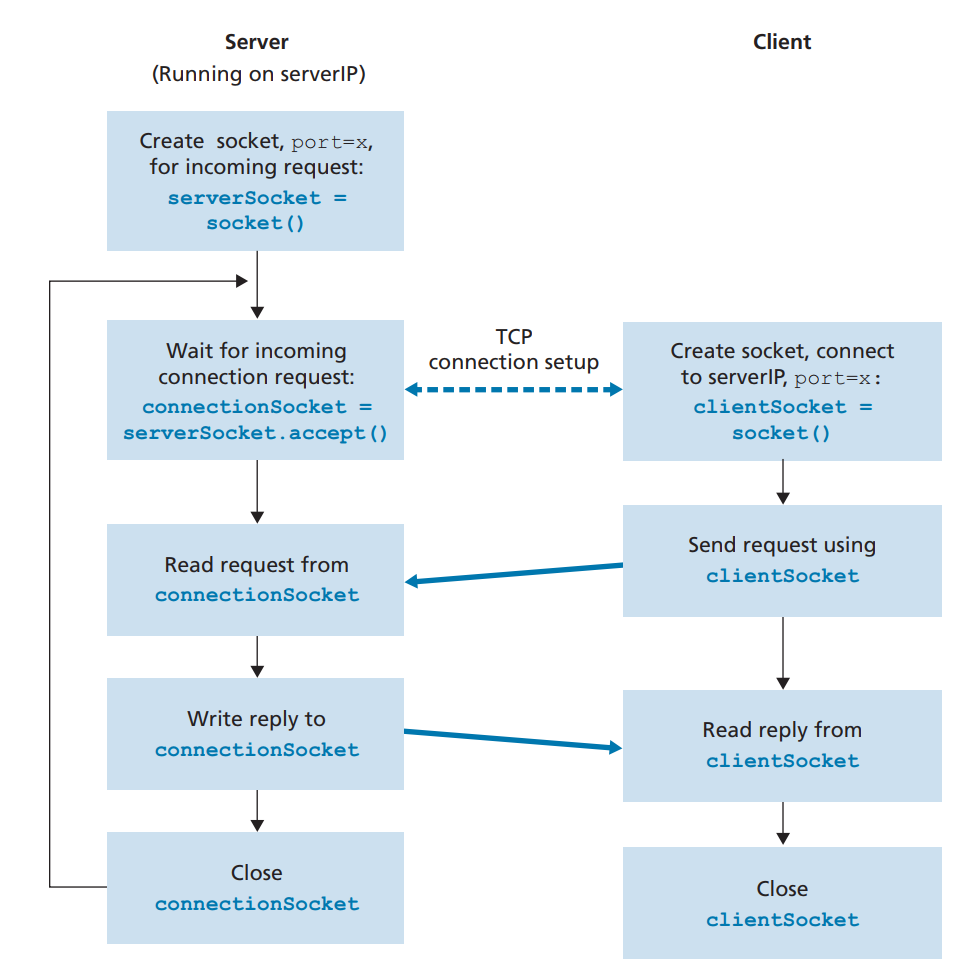 Server
(Running on serverIP)
Client
Create socket, port=x,
for incoming request:
serverSocket =
socket()
Wait for incoming
connection request:
connectionSocket =
serverSocket.accept()
TCP
connection setup
Create socket, connect
to serverIP, port=x:
clientSocket =
socket()
Read request from
connectionSocket
Send request using
clientSocket
Write reply to
connectionSocket
Read reply from
clientSocket
Close
connectionSocket
Close
clientSocket